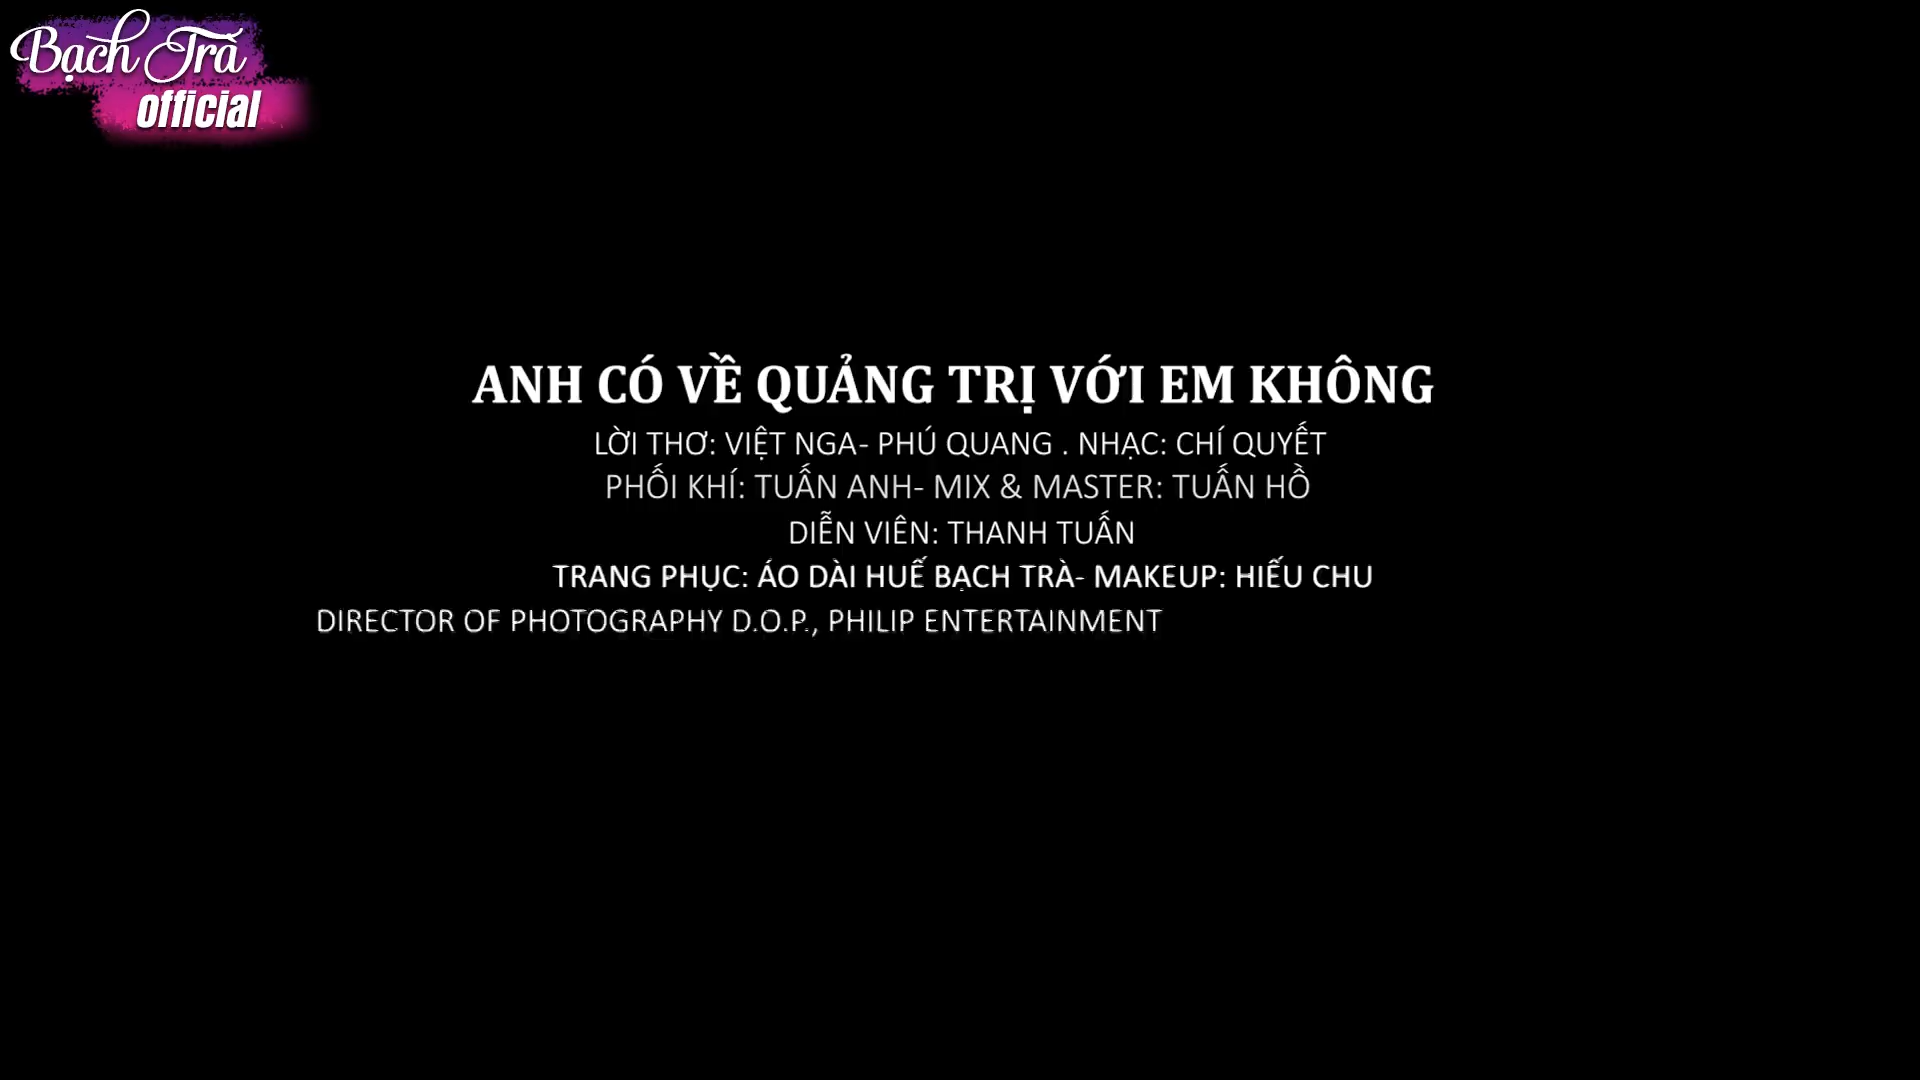 Bạch Trà
official
ANH CÓ VỀ QUẢNG TRỊ VỚI EM KHÔNG
LỜI THƠ: VIỆT NGA- PHÚ QUANG . NHẠC: CHÍ QUYẾT
PHỐI KHÍ: TUẤN ANH- MIX & MASTER: TUẤN HỒ
DIỄN VIÊN: THANH TUẤN
TRANG PHỤC: ÁO DÀI HUẾ BẠCH TRÀ- MAKEUP: HIẾU CHU
DIRECTOR OF PHOTOGRAPHY D.O.P., PHILIP ENTERTAINMENT